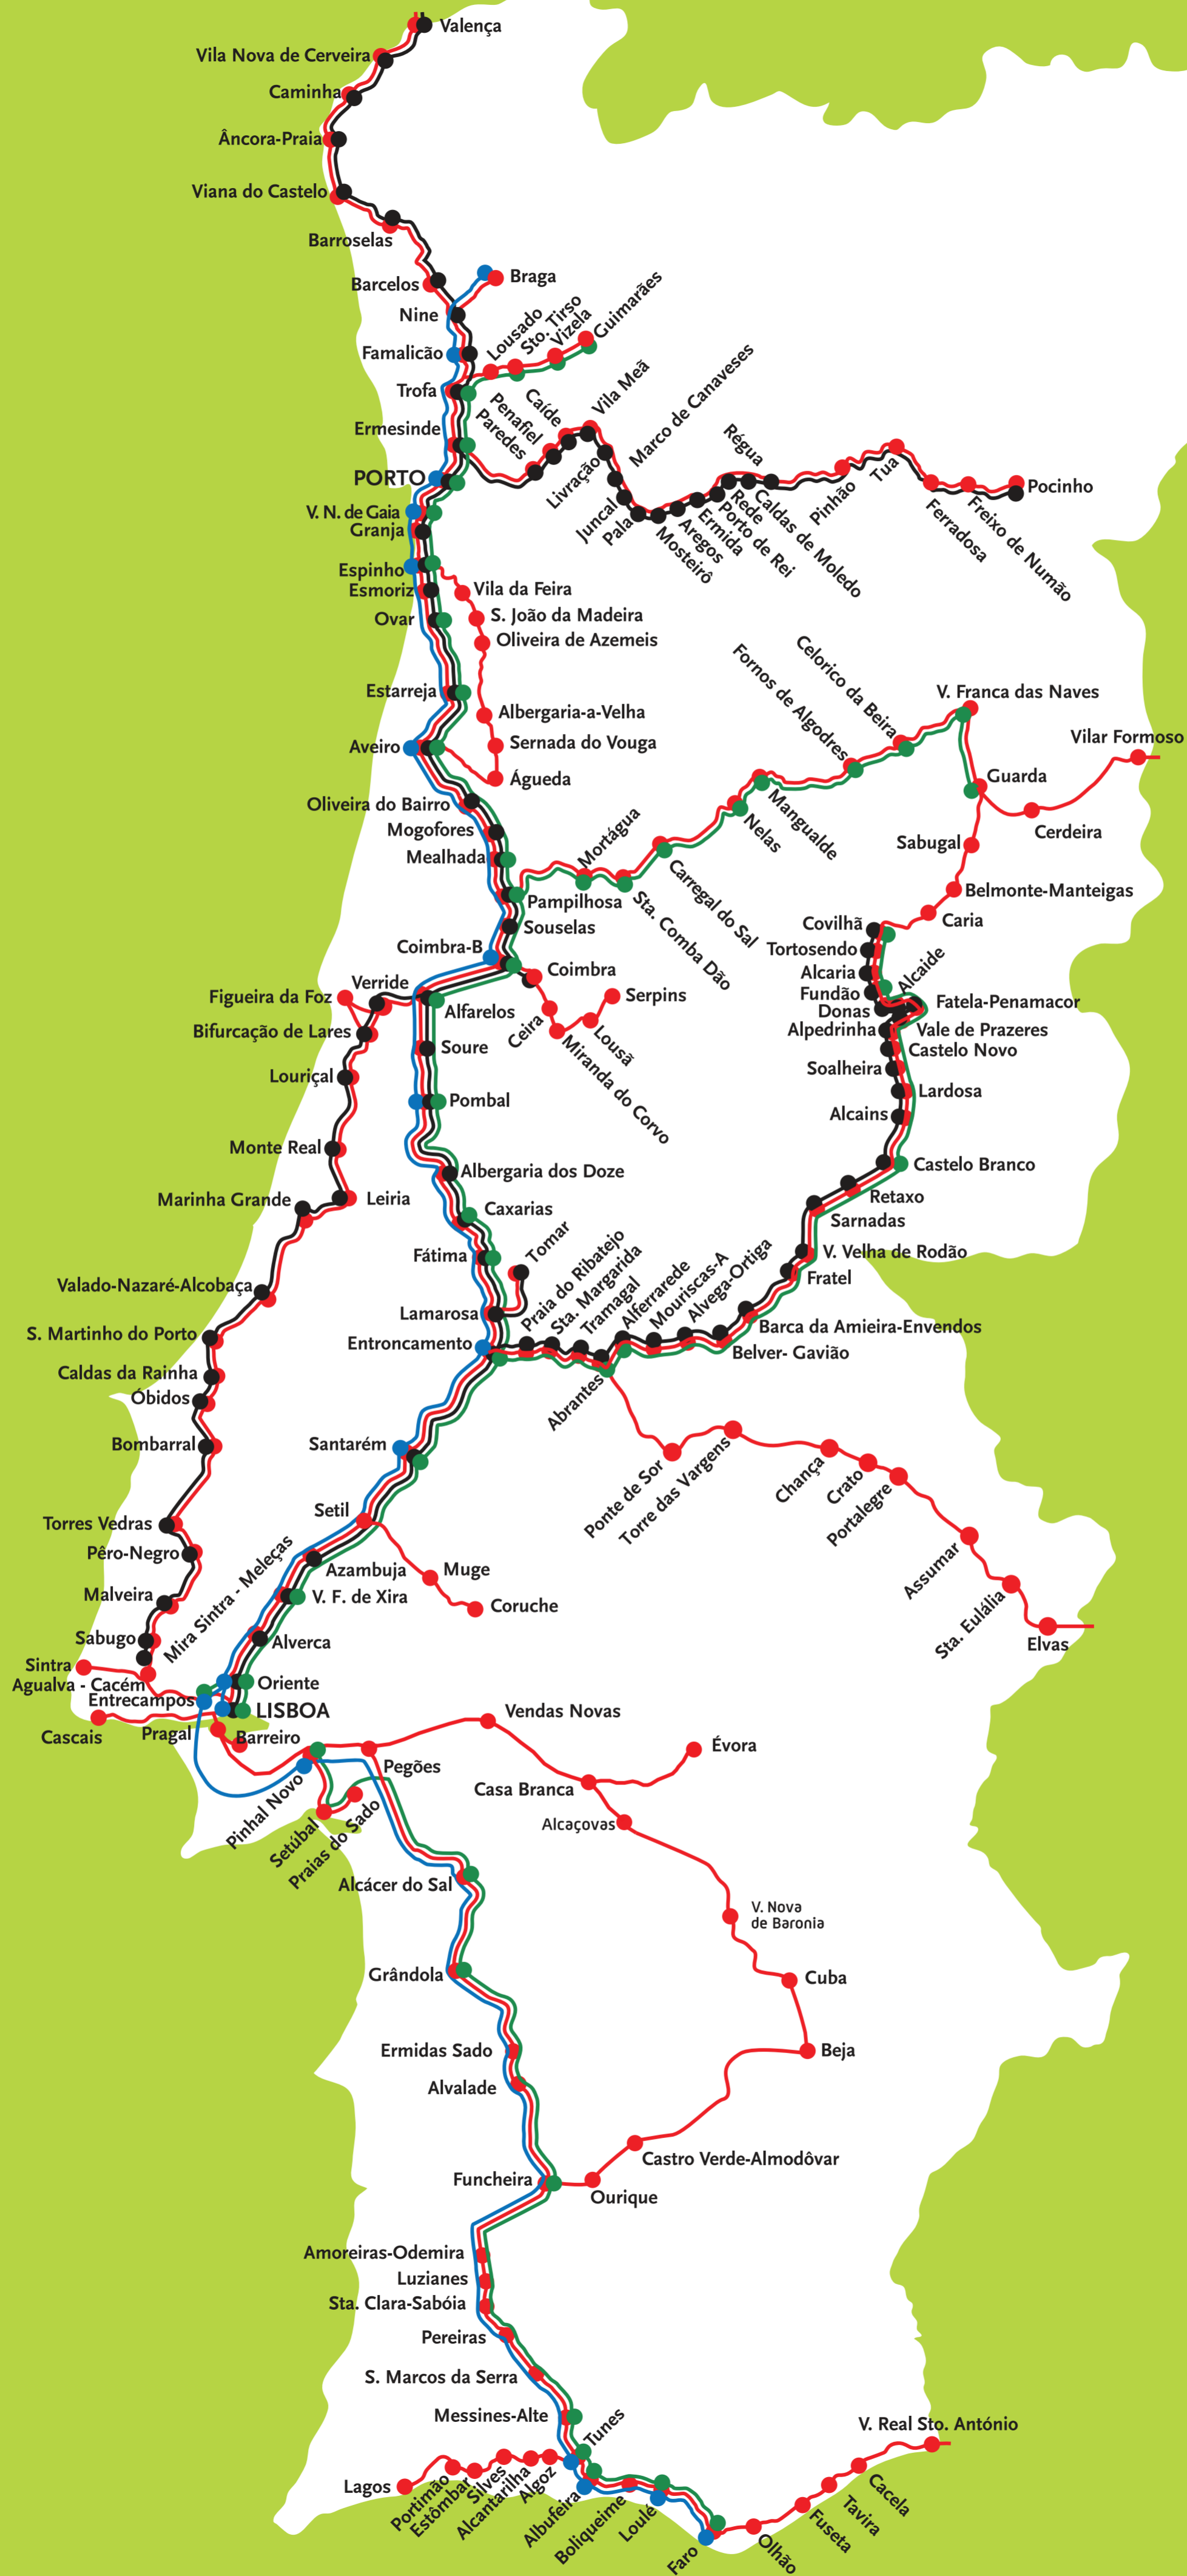 Valença
Vila Nova de Cerveira
Caminha
Âncora-Praia
Viana do Castelo
Barroselas
Barcelos
Braga
Nine
Famalicão
Lousado
Sto. Tirso
Vizela
Guimarães
Trofa
Ermesinde
Paredes
Penafiel
Caíde
Vila Meã
Livração
Marco de Canaveses
Juncal
Pala
Mosteirô
Aregos
Ermida
Porto de Rei
Rede
Caldas de Moledo
Régua
Pinhão
Tua
Ferradosa
Freixo de Numão
Pocinho
PORTO
V. N. de Gaia
Granja
Espinho
Esmoriz
Ovar
Vila da Feira
S. João da Madeira
Oliveira de Azemeis
Albergaria-a-Velha
Sernada do Vouga
Águeda
Estarreja
Aveiro
Oliveira do Bairro
Mogofores
Mealhada
Pampilhosa
Mortágua
Sta. Comba Dão
Carregal do Sal
Nelas
Mangualde
Fornos de Algodres
Celorico da Beira
V. Franca das Naves
Vilar Formoso
Guarda
Cerdeira
Sabugal
Belmonte-Manteigas
Caria
Covilhã
Tortosendo
Alcaria
Fundão
Donas
Alcaide
Fatela-Penamacor
Alpedrinha
Vale de Prazeres
Castelo Novo
Soalheira
Lardosa
Alcains
Castelo Branco
Retaxo
Sarnadas
V. Velha de Rodão
Fratel
Barca da Amieira-Envendos
Belver- Gavião
Souselas
Coimbra-B
Coimbra
Ceira
Miranda do Corvo
Lousã
Serpins
Verride
Figueira da Foz
Alfarelos
Bifurcação de Lares
Soure
Louriçal
Pombal
Monte Real
Albergaria dos Doze
Marinha Grande
Leiria
Caxarias
Fátima
Tomar
Valado-Nazaré-Alcobaça
Lamarosa
Entroncamento
Praia do Ribatejo
Sta. Margarida
Tramagal
Alferrarede
Mouriscas-A
Alvega-Ortiga
Abrantes
S. Martinho do Porto
Caldas da Rainha
Óbidos
Bombarral
Santarém
Ponte de Sor
Torre das Vargens
Chança
Crato
Portalegre
Assumar
Sta. Eulália
Elvas
Setil
Muge
Coruche
Torres Vedras
Pêro-Negro
Malveira
Sabugo
Mira Sintra - Meleças
Azambuja
V. F. de Xira
Alverca
Sintra
Agualva - Cacém
Entrecampos
Oriente
LISBOA
Cascais
Pragal
Barreiro
Pinhal Novo
Setúbal
Praias do Sado
Pegões
Vendas Novas
Évora
Casa Branca
Alcaçovas
V. Nova
de Baronia
Cuba
Beja
Castro Verde-Almodôvar
Ourique
Alcácer do Sal
Grândola
Ermidas Sado
Alvalade
Funcheira
Amoreiras-Odemira
Luzianes
Sta. Clara-Sabóia
Pereiras
S. Marcos da Serra
Messines-Alte
Tunes
Lagos
Portimão
Estômbar
Silves
Alcantarilha
Algoz
Albufeira
Boliqueime
Loulé
Faro
Olhão
Fuseta
Tavira
Cacela
V. Real Sto. António